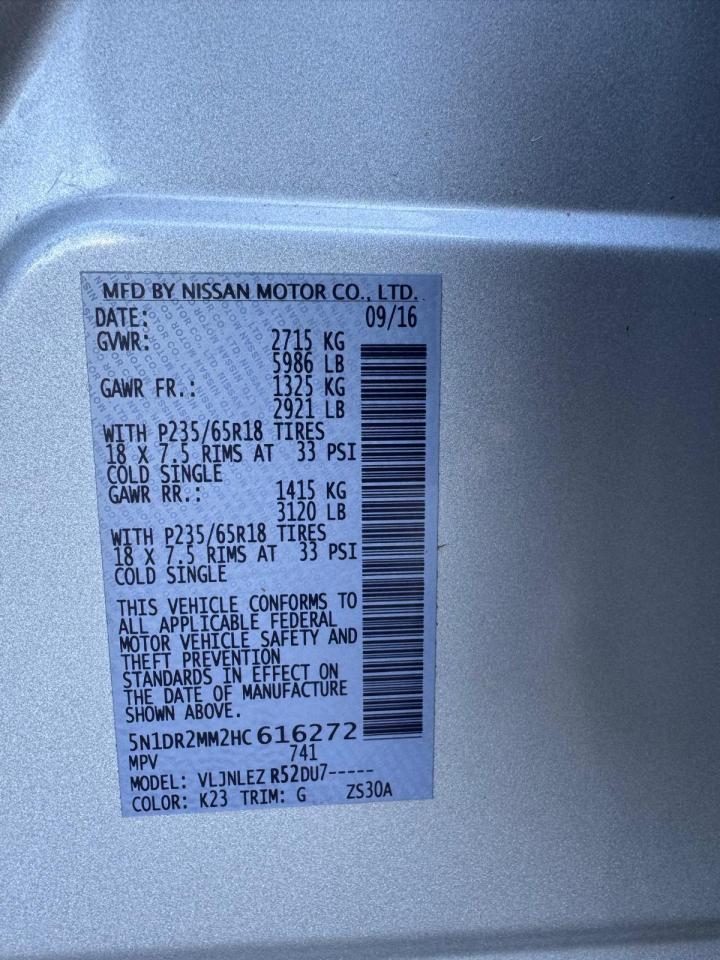 MFD BY NISSAN MOTOR CO., LTD.
DATE: 09/16
GVWR: 2715 KG
5986 LB
GAWR FR.: 1325 KG
2921 LB
WITH P235/65R18 TIRES
18 X 7.5 RIMS AT 33 PSI
COLD SINGLE
GAWR RR.: 1415 KG
3120 LB
WITH P235/65R18 TIRES
18 X 7.5 RIMS AT 33 PSI
COLD SINGLE
THIS VEHICLE CONFORMS TO
ALL APPLICABLE FEDERAL
MOTOR VEHICLE SAFETY AND
THEFT PREVENTION
STANDARDS IN EFFECT ON
THE DATE OF MANUFACTURE
SHOWN ABOVE.
5N1DR2MM2HC616272
MPV 741
MODEL: VLJNLEZ R52DU7-----
COLOR: K23 TRIM: G ZS30A